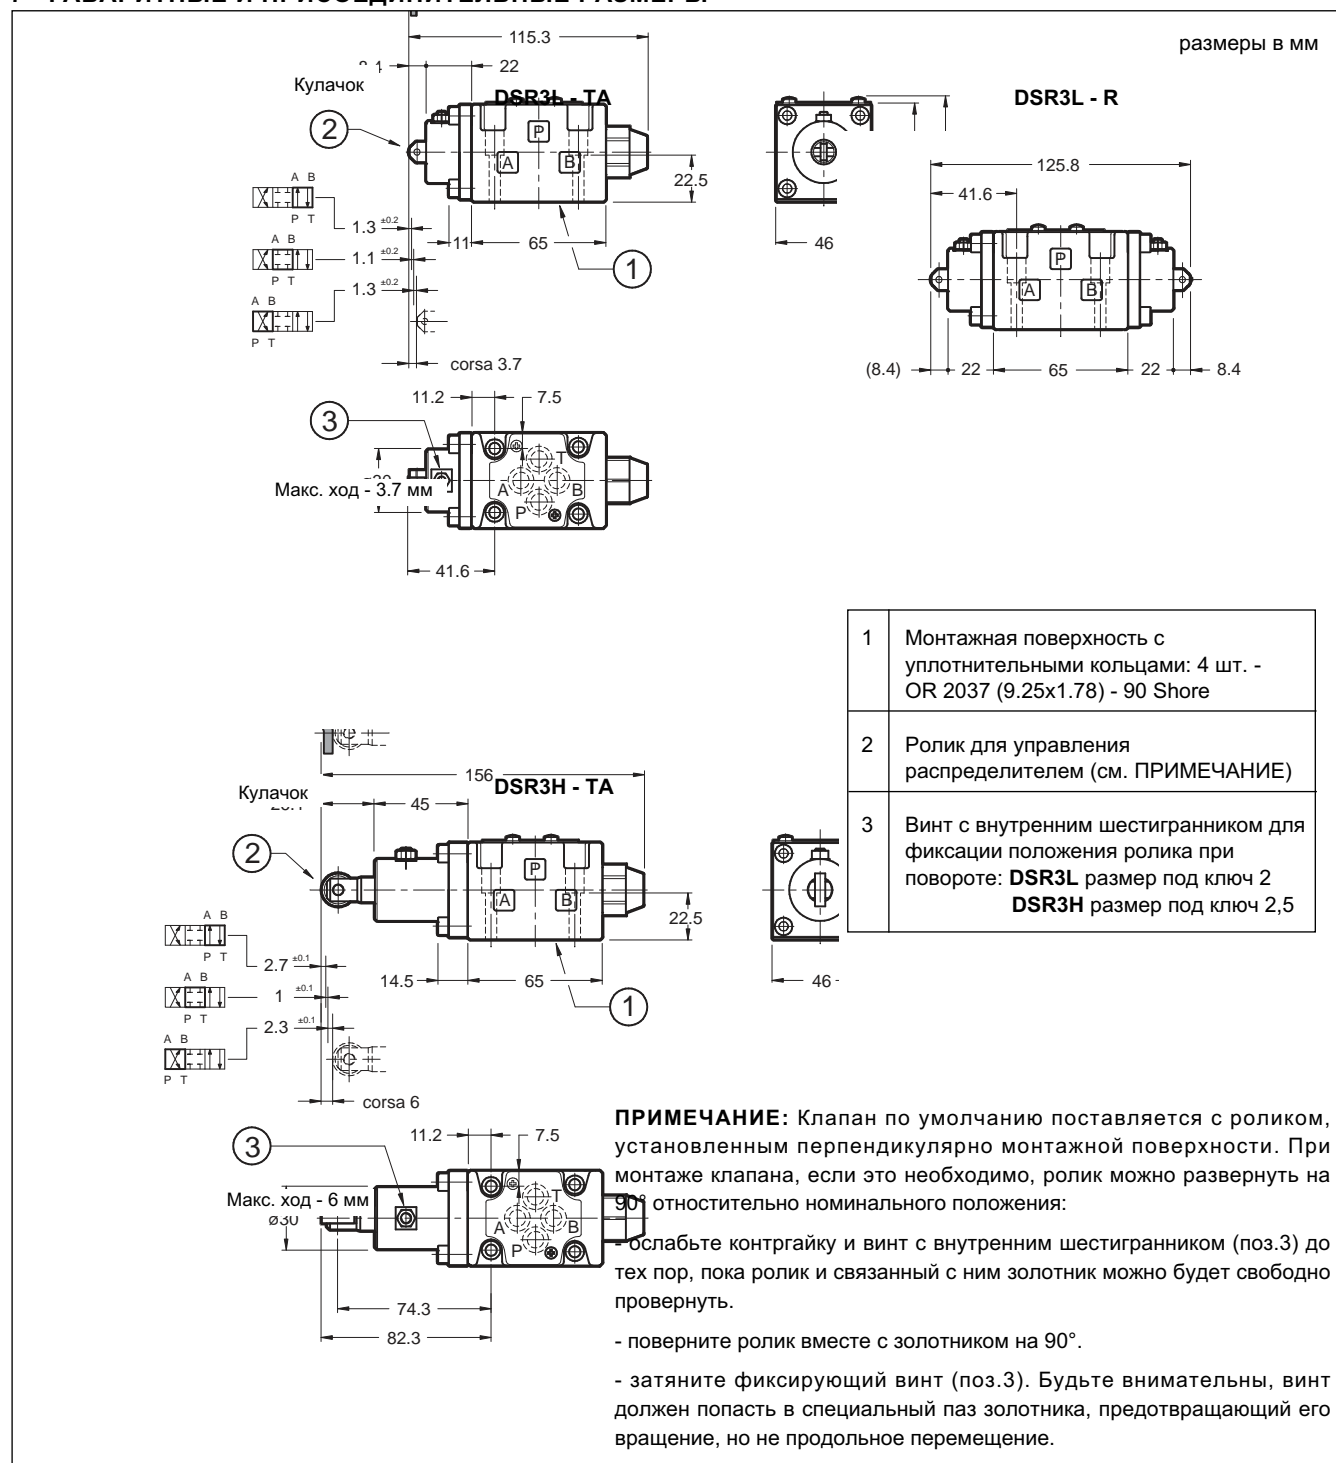 115.3
размеры в мм
22
Кулачок
DSR3L - TA
DSR3L - R
2
P
A
B
22.5
125.8
41.6
A B
P T
1.3 ±0.2
11
65
46
A B
P T
1.1 ±0.2
1
P
A
B
1.3 ±0.2
A B
P T
corsa 3.7
(8.4)
22
65
22
8.4
11.2
7.5
3
T
Макс. ход - 3.7 мм
A
B
P
41.6
1 Монтажная поверхность с
уплотнительными кольцами: 4 шт. -
OR 2037 (9.25x1.78) - 90 Shore
2 Ролик для управления
распределителем (см. ПРИМЕЧАНИЕ)
3 Винт с внутренним шестигранником для
фиксации положения ролика при
повороте: DSR3L размер под ключ 2
DSR3H размер под ключ 2,5
156
DSR3H - TA
Кулачок
45
2
P
A
B
22.5
A B
P T
2.7 ±0.1
14.5
65
46
A B
P T
1 ±0.1
1
2.3 ±0.1
A B
P T
corsa 6
11.2
7.5
3
T
Макс. ход - 6 мм
ø30
A
B
P
74.3
82.3
ПРИМЕЧАНИЕ: Клапан по умолчанию поставляется с роликом,
установленным перпендикулярно монтажной поверхности. При
монтаже клапана, если это необходимо, ролик можно развернуть на
90° отностительно номинального положения:
- ослабьте контргайку и винт с внутренним шестигранником (поз.3) до
тех пор, пока ролик и связанный с ним золотник можно будет свободно
провернуть.
- поверните ролик вместе с золотником на 90°.
- затяните фиксирующий винт (поз.3). Будьте внимательны, винт
должен попасть в специальный паз золотника, предотвращающий его
вращение, но не продольное перемещение.